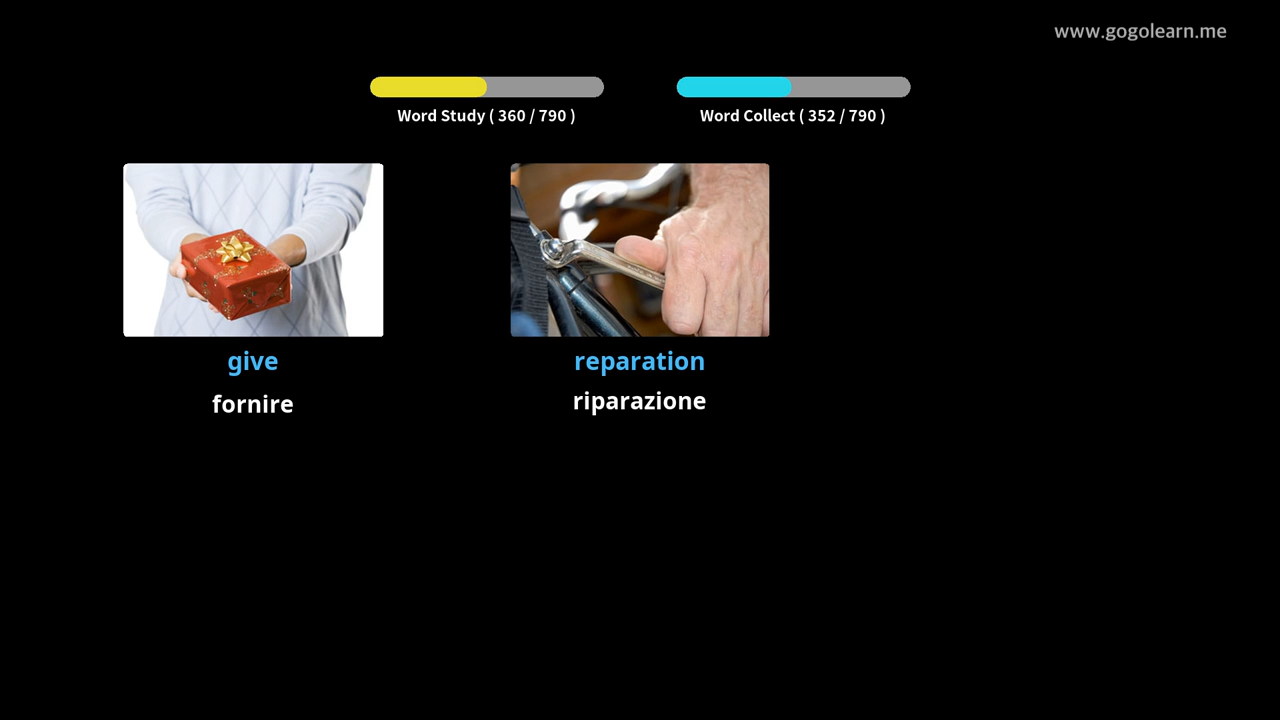 www.gogolearn.me
Word Study ( 360 / 790 )
Word Collect ( 352 / 790 )
give
fornire
reparation
riparazione